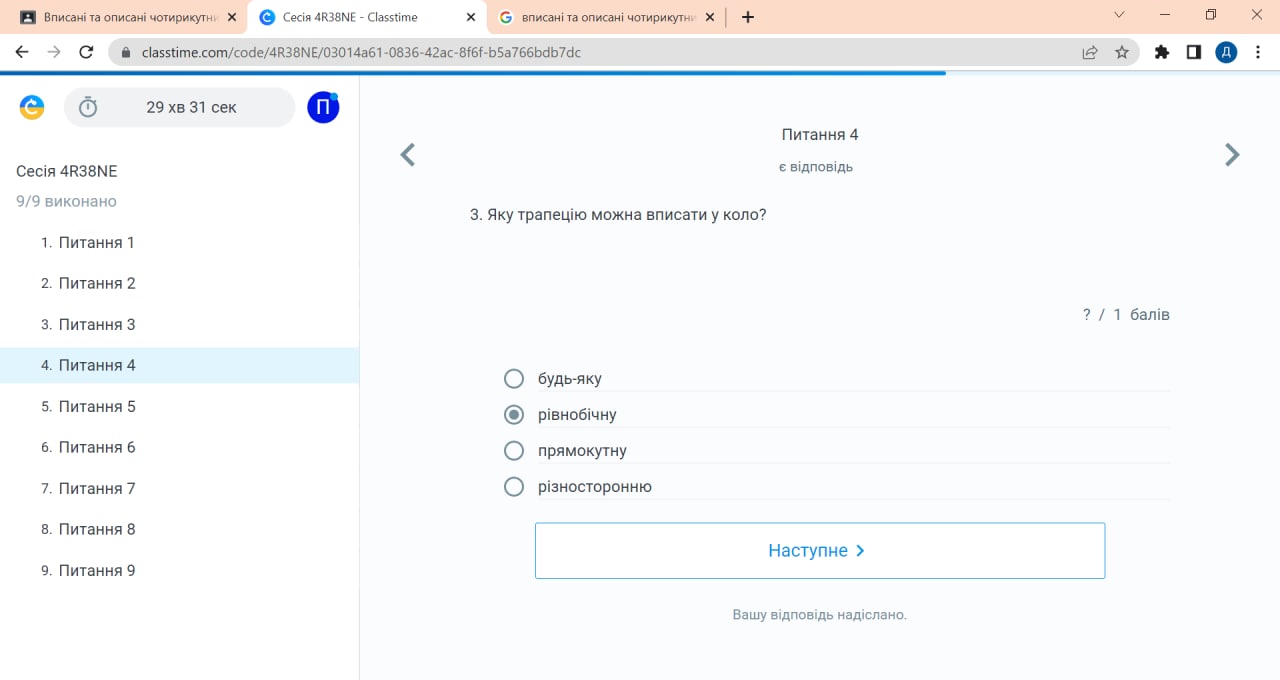 Вписані та описані чотирикутни
Сесія 4R38NE - Classtime
вписані та описані чотирикутни
classtime.com/code/4R38NE/03014a61-0836-42ac-8f6f-b5a766bdb7dc
Д
29 хв 31 сек
П
Сесія 4R38NE
9/9 виконано
1. Питання 1
2. Питання 2
3. Питання 3
4. Питання 4
5. Питання 5
6. Питання 6
7. Питання 7
8. Питання 8
9. Питання 9
Питання 4
є відповідь
3. Яку трапецію можна вписати у коло?
? / 1 балів
будь-яку
рівнобічну
прямокутну
різносторонню
Наступне
Вашу відповідь надіслано.